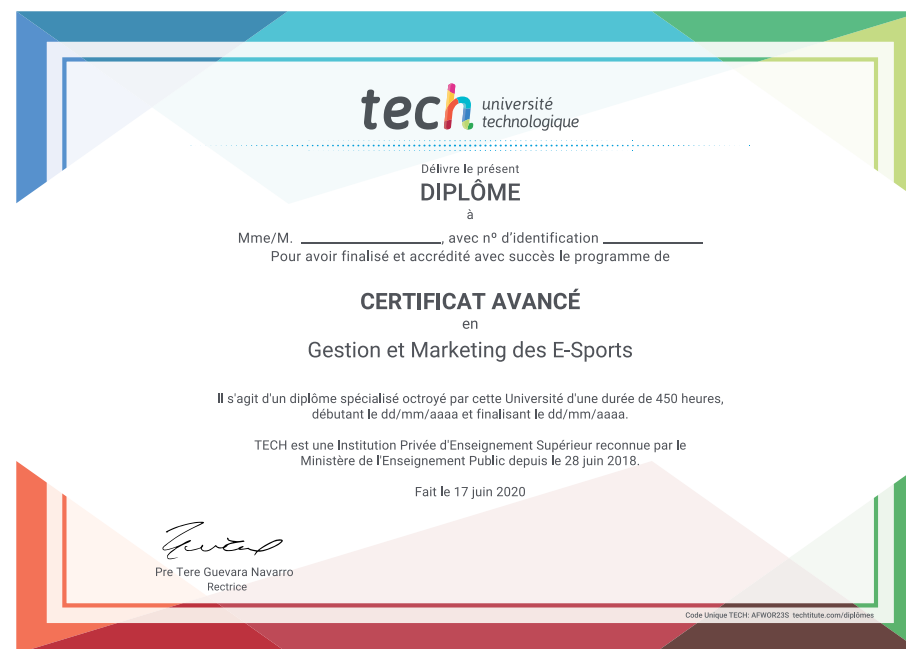 tech université
technologique
Délivre le présent
DIPLÔME
à
Mme/M. ____________________, avec nº d'identification ______________
Pour avoir finalisé et accrédité avec succès le programme de
CERTIFICAT AVANCÉ
en
Gestion et Marketing des E-Sports
Il s'agit d'un diplôme spécialisé octroyé par cette Université d'une durée de 450 heures,
débutant le dd/mm/aaaa et finalisant le dd/mm/aaaa.
TECH est une Institution Privée d'Enseignement Supérieur reconnue par le
Ministère de l'Enseignement Public depuis le 28 juin 2018.
Fait le 17 juin 2020
Pre Tere Guevara Navarro
Rectrice
Code Unique TECH: AFWOR23S techtitute.com/diplômes